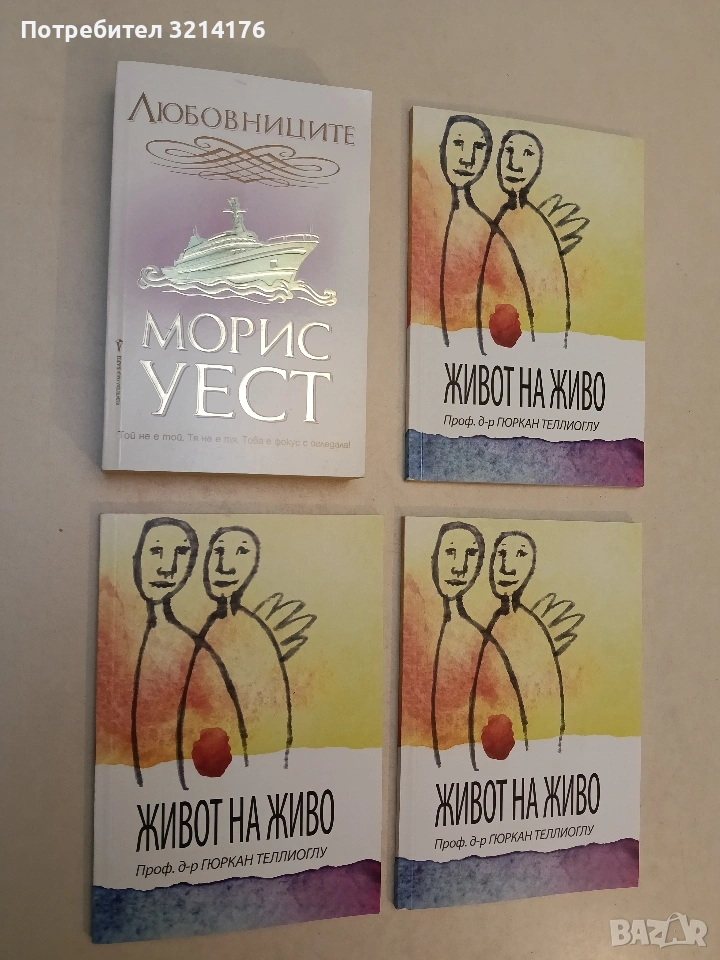 Потребител 3214176
ЛЮБОВНИЦИТЕ
МОРИС
УЕСТ
Той не е той. Тя не е тя. Това е фокус с огледала!
ЖИВОТ НА ЖИВО
Проф. д-р ГЮРКАН ТЕЛЛИОГЛУ
ЖИВОТ НА ЖИВО
Проф. д-р ГЮРКАН ТЕЛЛИОГЛУ
ЖИВОТ НА ЖИВО
Проф. д-р ГЮРКАН ТЕЛЛИОГЛУ
BAZAR